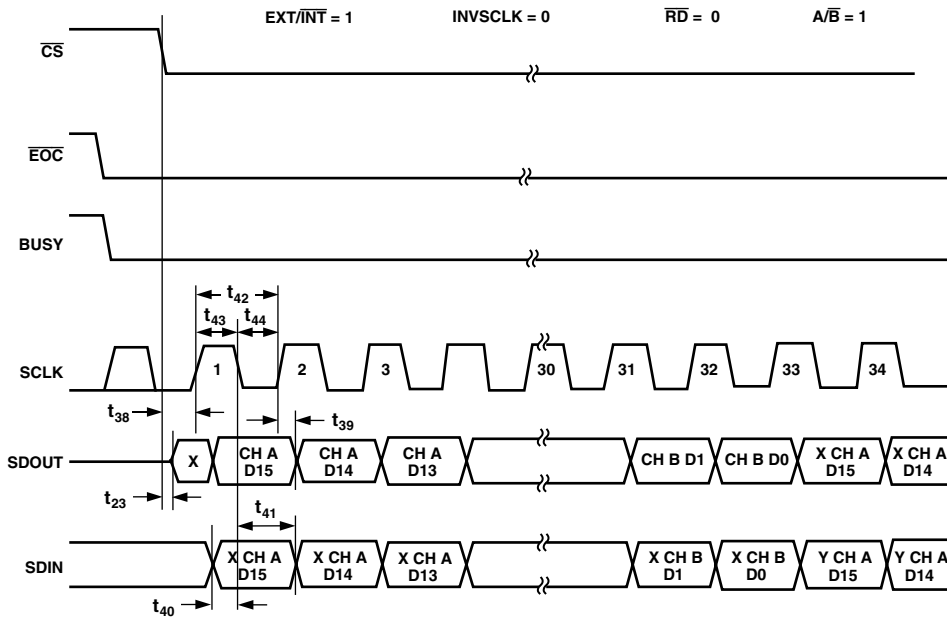 EXT/INT = 1 INVSCLK = 0 RD = 0 A/B = 1
CS
EOC
BUSY
t42
t43 t44
SCLK 1 2 3 30 31 32 33 34
t38
t39
SDOUT X CH A D15 CH A D14 CH A D13 CH B D1 CH B D0 X CH A D15 X CH A D14
t23
t41
SDIN X CH A D15 X CH A D14 X CH A D13 X CH B D1 X CH B D0 Y CH A D15 Y CH A D14
t40